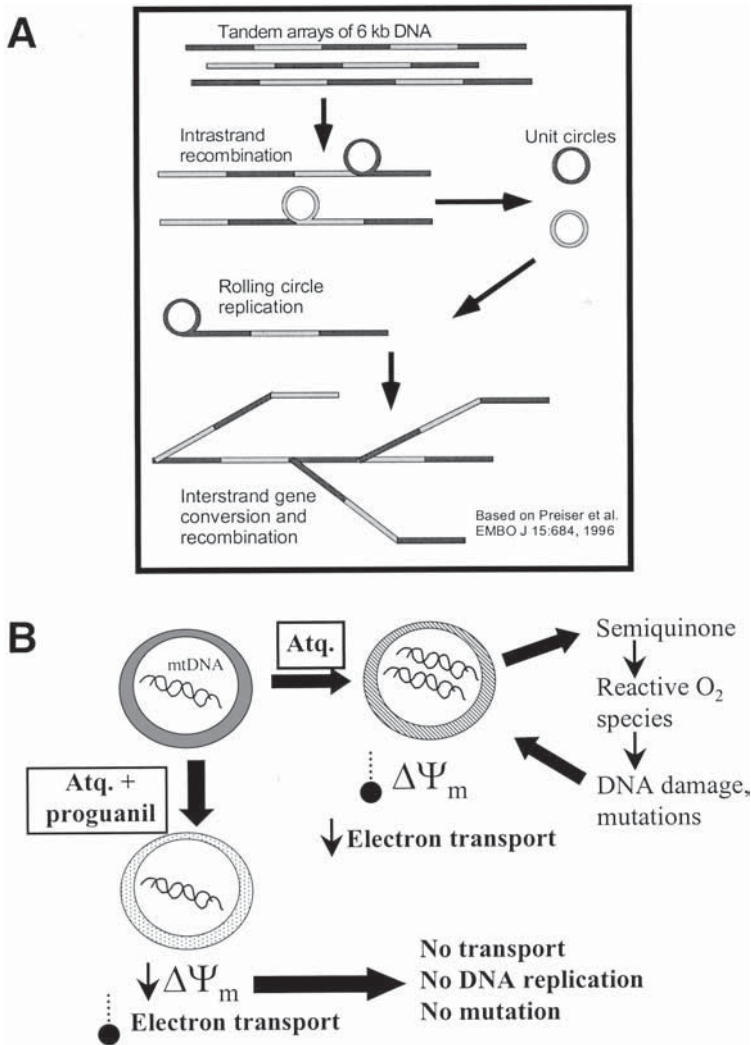 A
Tandem arrays of 6 kb DNA
Intrastrand
recombination
Unit circles
Rolling circle
replication
Interstrand gene
conversion and
recombination
Based on Preiser et al.
EMBO J 15:684, 1996
B
mtDNA
Atq.
Semiquinone
Reactive O₂
species
DNA damage,
mutations
ΔΨm
Electron transport
Atq. +
proguanil
ΔΨm
Electron transport
No transport
No DNA replication
No mutation